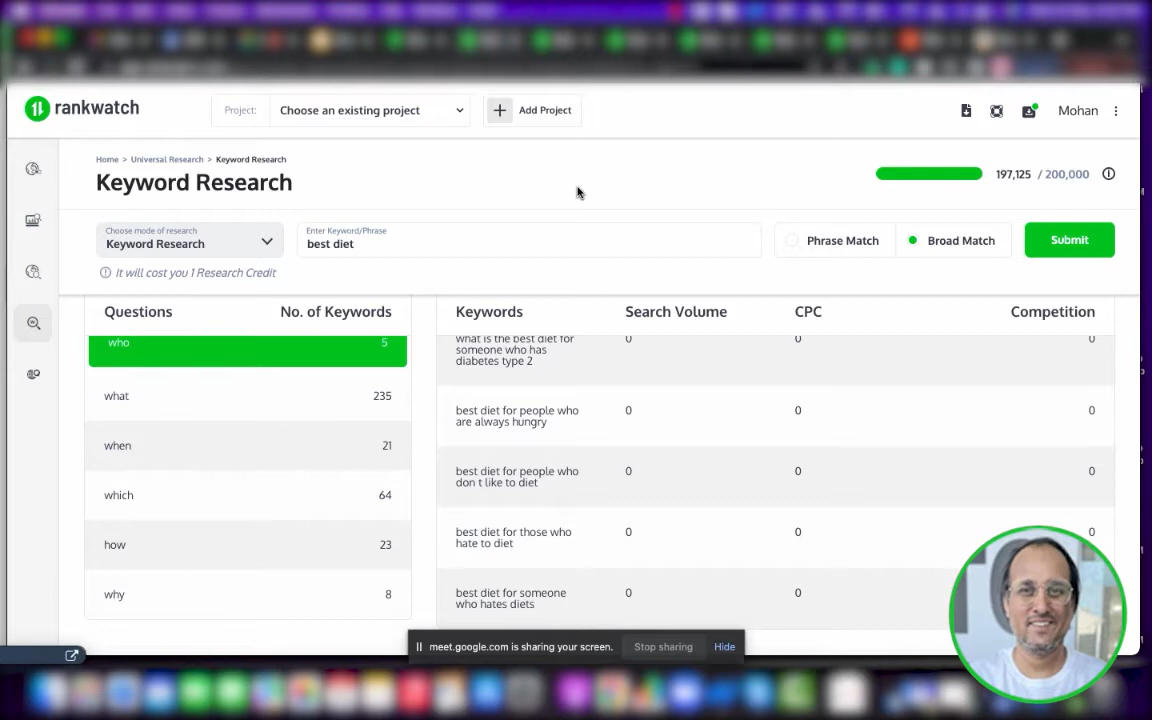 rankwatch
Project:
Choose an existing project
Add Project
Mohan
Home > Universal Research > Keyword Research
Keyword Research
197,125 / 200,000
Choose mode of research
Keyword Research
Enter Keyword/Phrase
best diet
Phrase Match
Broad Match
Submit
It will cost you 1 Research Credit
Questions No. of Keywords
who 5
what 235
when 21
which 64
how 23
why 8
Keywords Search Volume CPC Competition
what is the best diet for 0 0 0
someone who has
diabetes type 2
best diet for people who 0 0 0
are always hungry
best diet for people who 0 0 0
don t like to diet
best diet for those who 0 0 0
hate to diet
best diet for someone 0 0
who hates diets
meet.google.com is sharing your screen.
Stop sharing
Hide